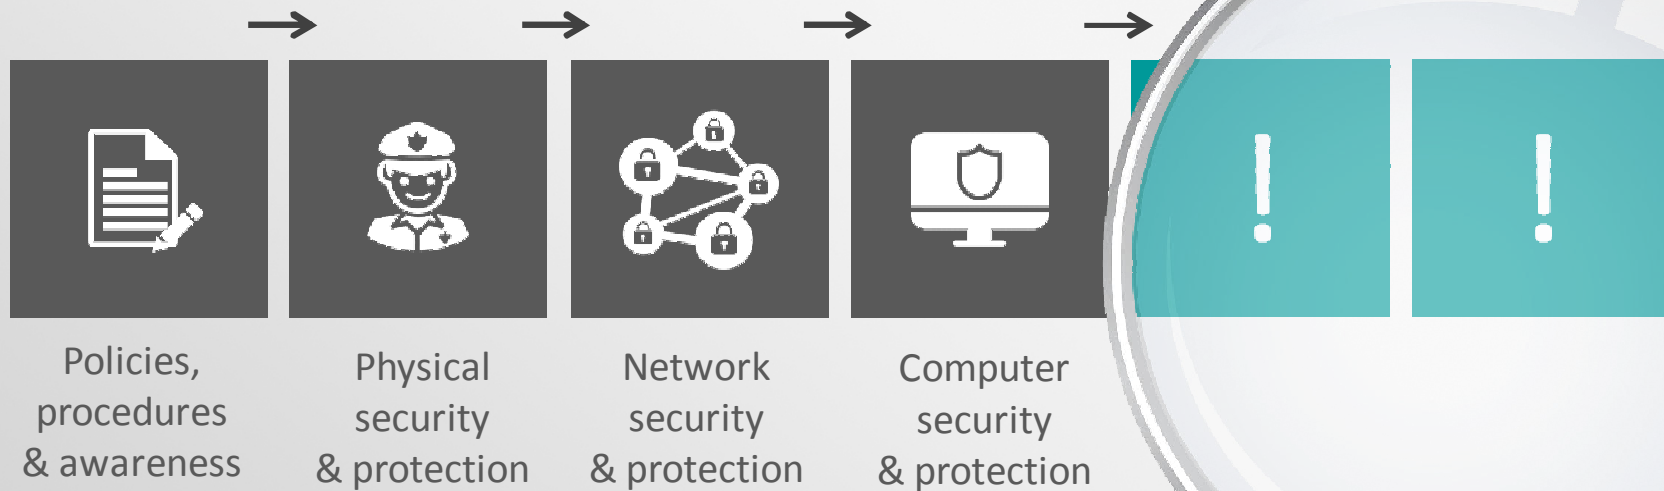 Policies,
procedures
& awareness
Physical
security
& protection
Network
security
& protection
Computer
security
& protection
!
!